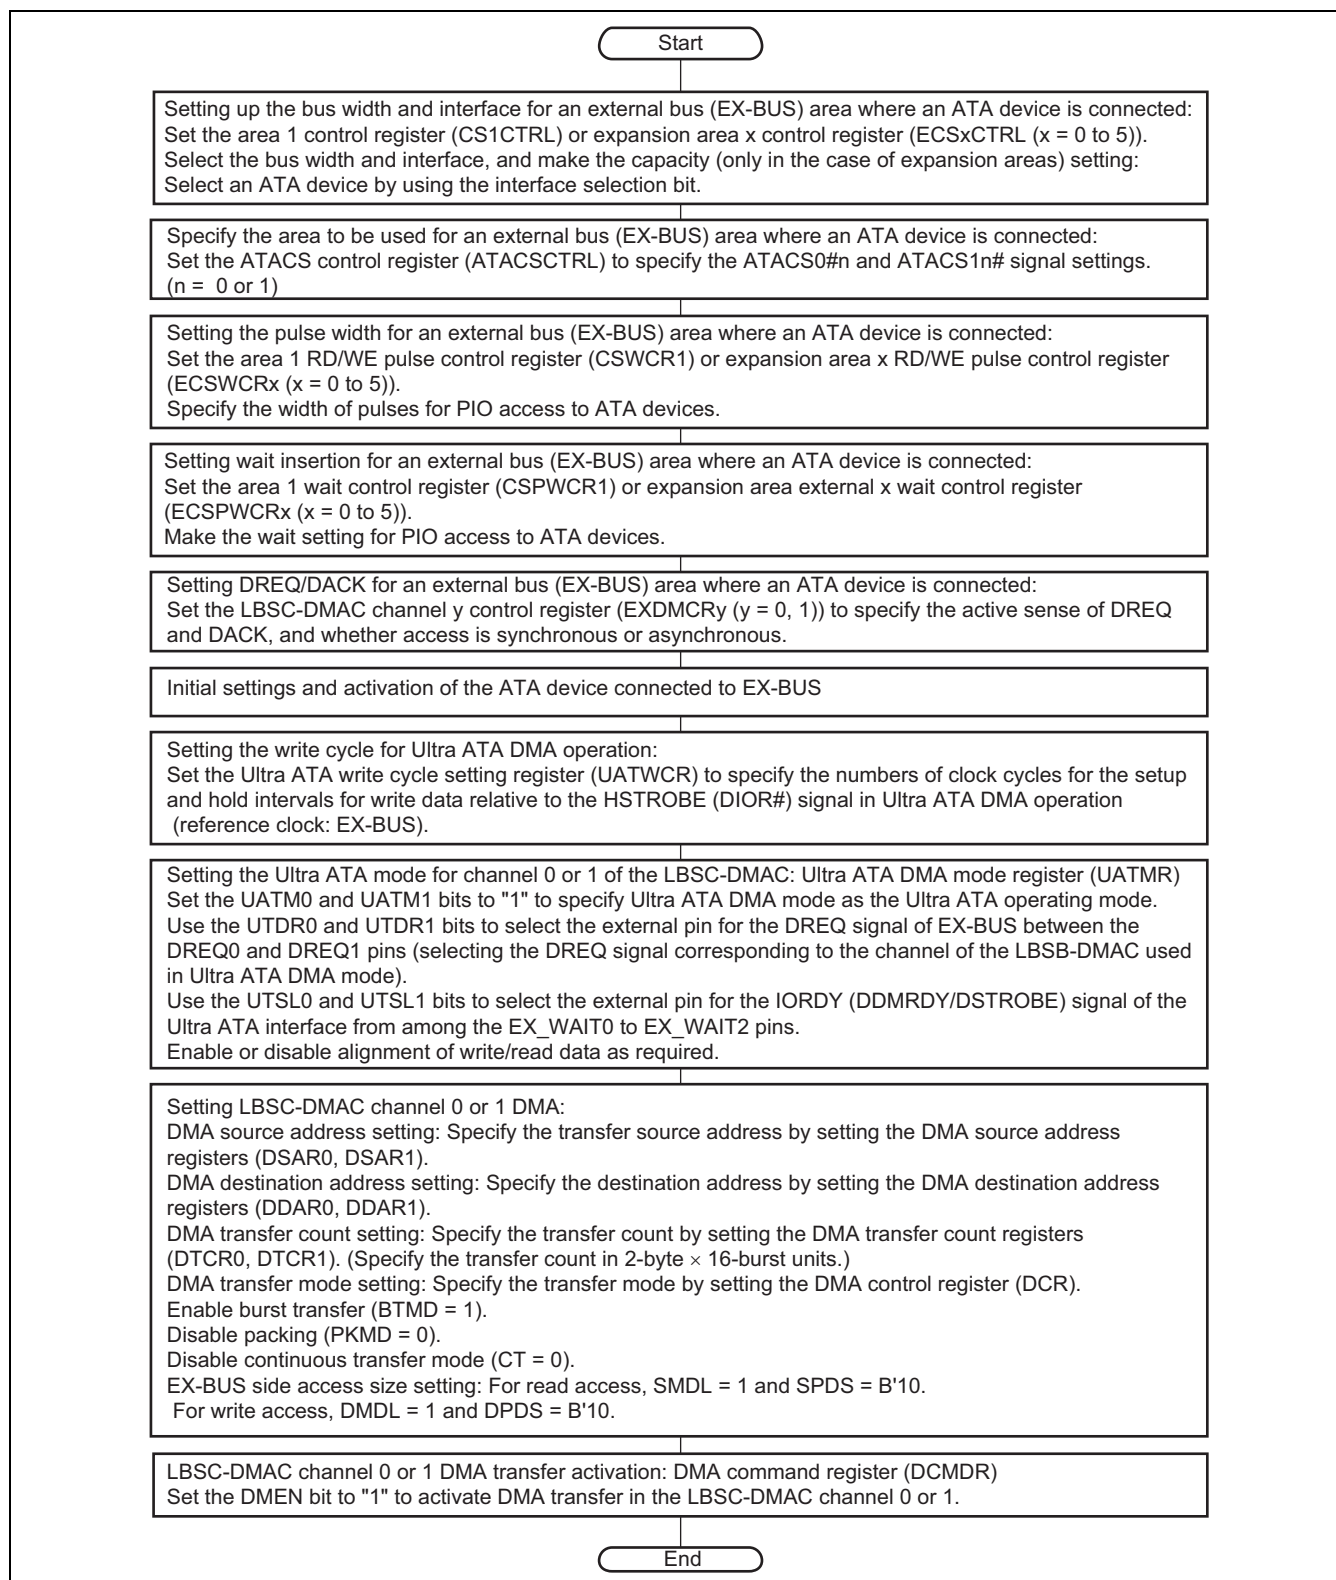 Start
Setting up the bus width and interface for an external bus (EX-BUS) area where an ATA device is connected:
Set the area 1 control register (CS1CTRL) or expansion area x control register (ECSxCTRL (x = 0 to 5)).
Select the bus width and interface, and make the capacity (only in the case of expansion areas) setting:
Select an ATA device by using the interface selection bit.
Specify the area to be used for an external bus (EX-BUS) area where an ATA device is connected:
Set the ATACS control register (ATACSCTRL) to specify the ATACS0#n and ATACS1n# signal settings.
(n = 0 or 1)
Setting the pulse width for an external bus (EX-BUS) area where an ATA device is connected:
Set the area 1 RD/WE pulse control register (CSWCR1) or expansion area x RD/WE pulse control register
(ECSWCRx (x = 0 to 5)).
Specify the width of pulses for PIO access to ATA devices.
Setting wait insertion for an external bus (EX-BUS) area where an ATA device is connected:
Set the area 1 wait control register (CSPWCR1) or expansion area external x wait control register
(ECSPWCRx (x = 0 to 5)).
Make the wait setting for PIO access to ATA devices.
Setting DREQ/DACK for an external bus (EX-BUS) area where an ATA device is connected:
Set the LBSC-DMAC channel y control register (EXDMCRy (y = 0, 1)) to specify the active sense of DREQ
and DACK, and whether access is synchronous or asynchronous.
Initial settings and activation of the ATA device connected to EX-BUS
Setting the write cycle for Ultra ATA DMA operation:
Set the Ultra ATA write cycle setting register (UATWCR) to specify the numbers of clock cycles for the setup
and hold intervals for write data relative to the HSTROBE (DIOR#) signal in Ultra ATA DMA operation
(reference clock: EX-BUS).
Setting the Ultra ATA mode for channel 0 or 1 of the LBSC-DMAC: Ultra ATA DMA mode register (UATMR)
Set the UATM0 and UATM1 bits to "1" to specify Ultra ATA DMA mode as the Ultra ATA operating mode.
Use the UTDR0 and UTDR1 bits to select the external pin for the DREQ signal of EX-BUS between the
DREQ0 and DREQ1 pins (selecting the DREQ signal corresponding to the channel of the LBSB-DMAC used
in Ultra ATA DMA mode).
Use the UTSL0 and UTSL1 bits to select the external pin for the IORDY (DDMRDY/DSTROBE) signal of the
Ultra ATA interface from among the EX_WAIT0 to EX_WAIT2 pins.
Enable or disable alignment of write/read data as required.
Setting LBSC-DMAC channel 0 or 1 DMA:
DMA source address setting: Specify the transfer source address by setting the DMA source address
registers (DSAR0, DSAR1).
DMA destination address setting: Specify the destination address by setting the DMA destination address
registers (DDAR0, DDAR1).
DMA transfer count setting: Specify the transfer count by setting the DMA transfer count registers
(DTCR0, DTCR1). (Specify the transfer count in 2-byte × 16-burst units.)
DMA transfer mode setting: Specify the transfer mode by setting the DMA control register (DCR).
Enable burst transfer (BTMD = 1).
Disable packing (PKMD = 0).
Disable continuous transfer mode (CT = 0).
EX-BUS side access size setting: For read access, SMDL = 1 and SPDS = B'10.
For write access, DMDL = 1 and DPDS = B'10.
LBSC-DMAC channel 0 or 1 DMA transfer activation: DMA command register (DCMDR)
Set the DMEN bit to "1" to activate DMA transfer in the LBSC-DMAC channel 0 or 1.
End